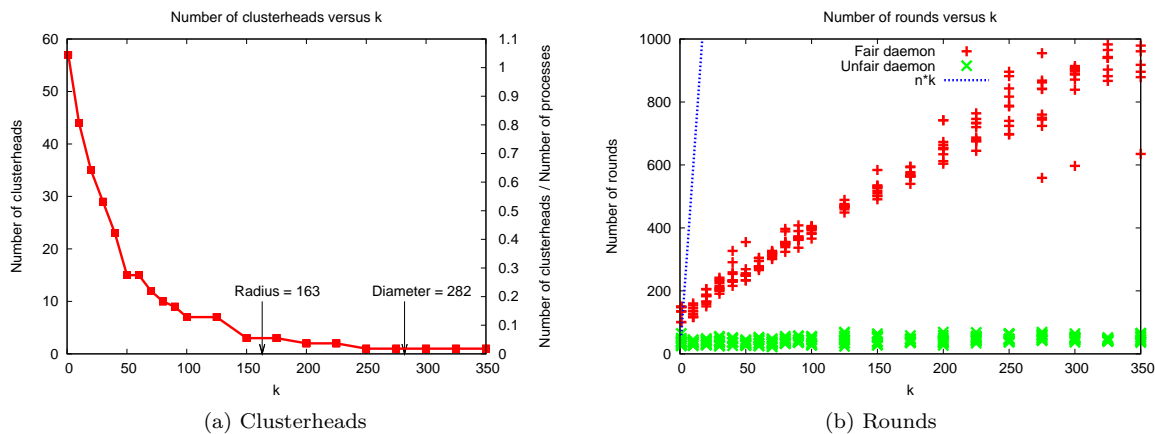 Number of clusterheads versus k
60
50
40
30
20
10
0
1.1
1
0.9
0.8
0.7
0.6
0.5
0.4
0.3
0.2
0.1
0
Number of clusterheads
Number of clusterheads / Number of processes
Radius = 163
Diameter = 282
0 50 100 150 200 250 300 350
k
(a) Clusterheads
Number of rounds versus k
1000
800
600
400
200
0
Number of rounds
Fair daemon
Unfair daemon
n*k
0 50 100 150 200 250 300 350
k
(b) Rounds